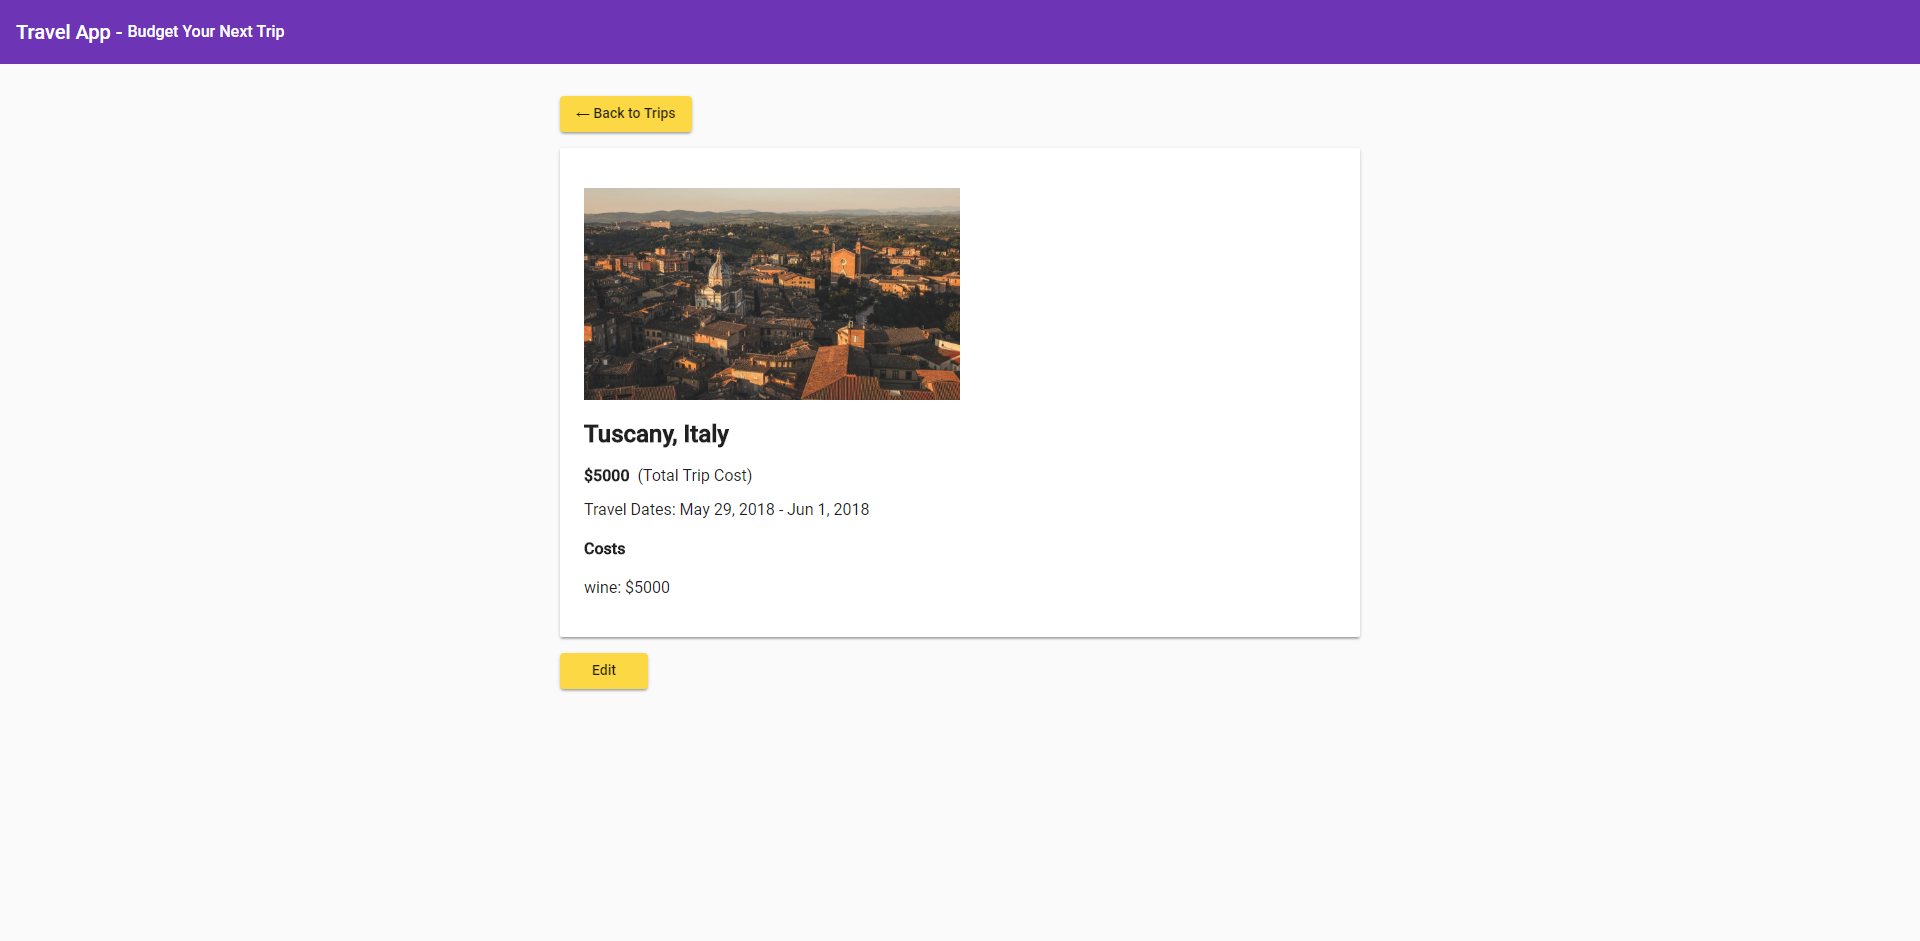 Travel App - Budget Your Next Trip
← Back to Trips
Tuscany, Italy
$5000 (Total Trip Cost)
Travel Dates: May 29, 2018 - Jun 1, 2018
Costs
wine: $5000
Edit